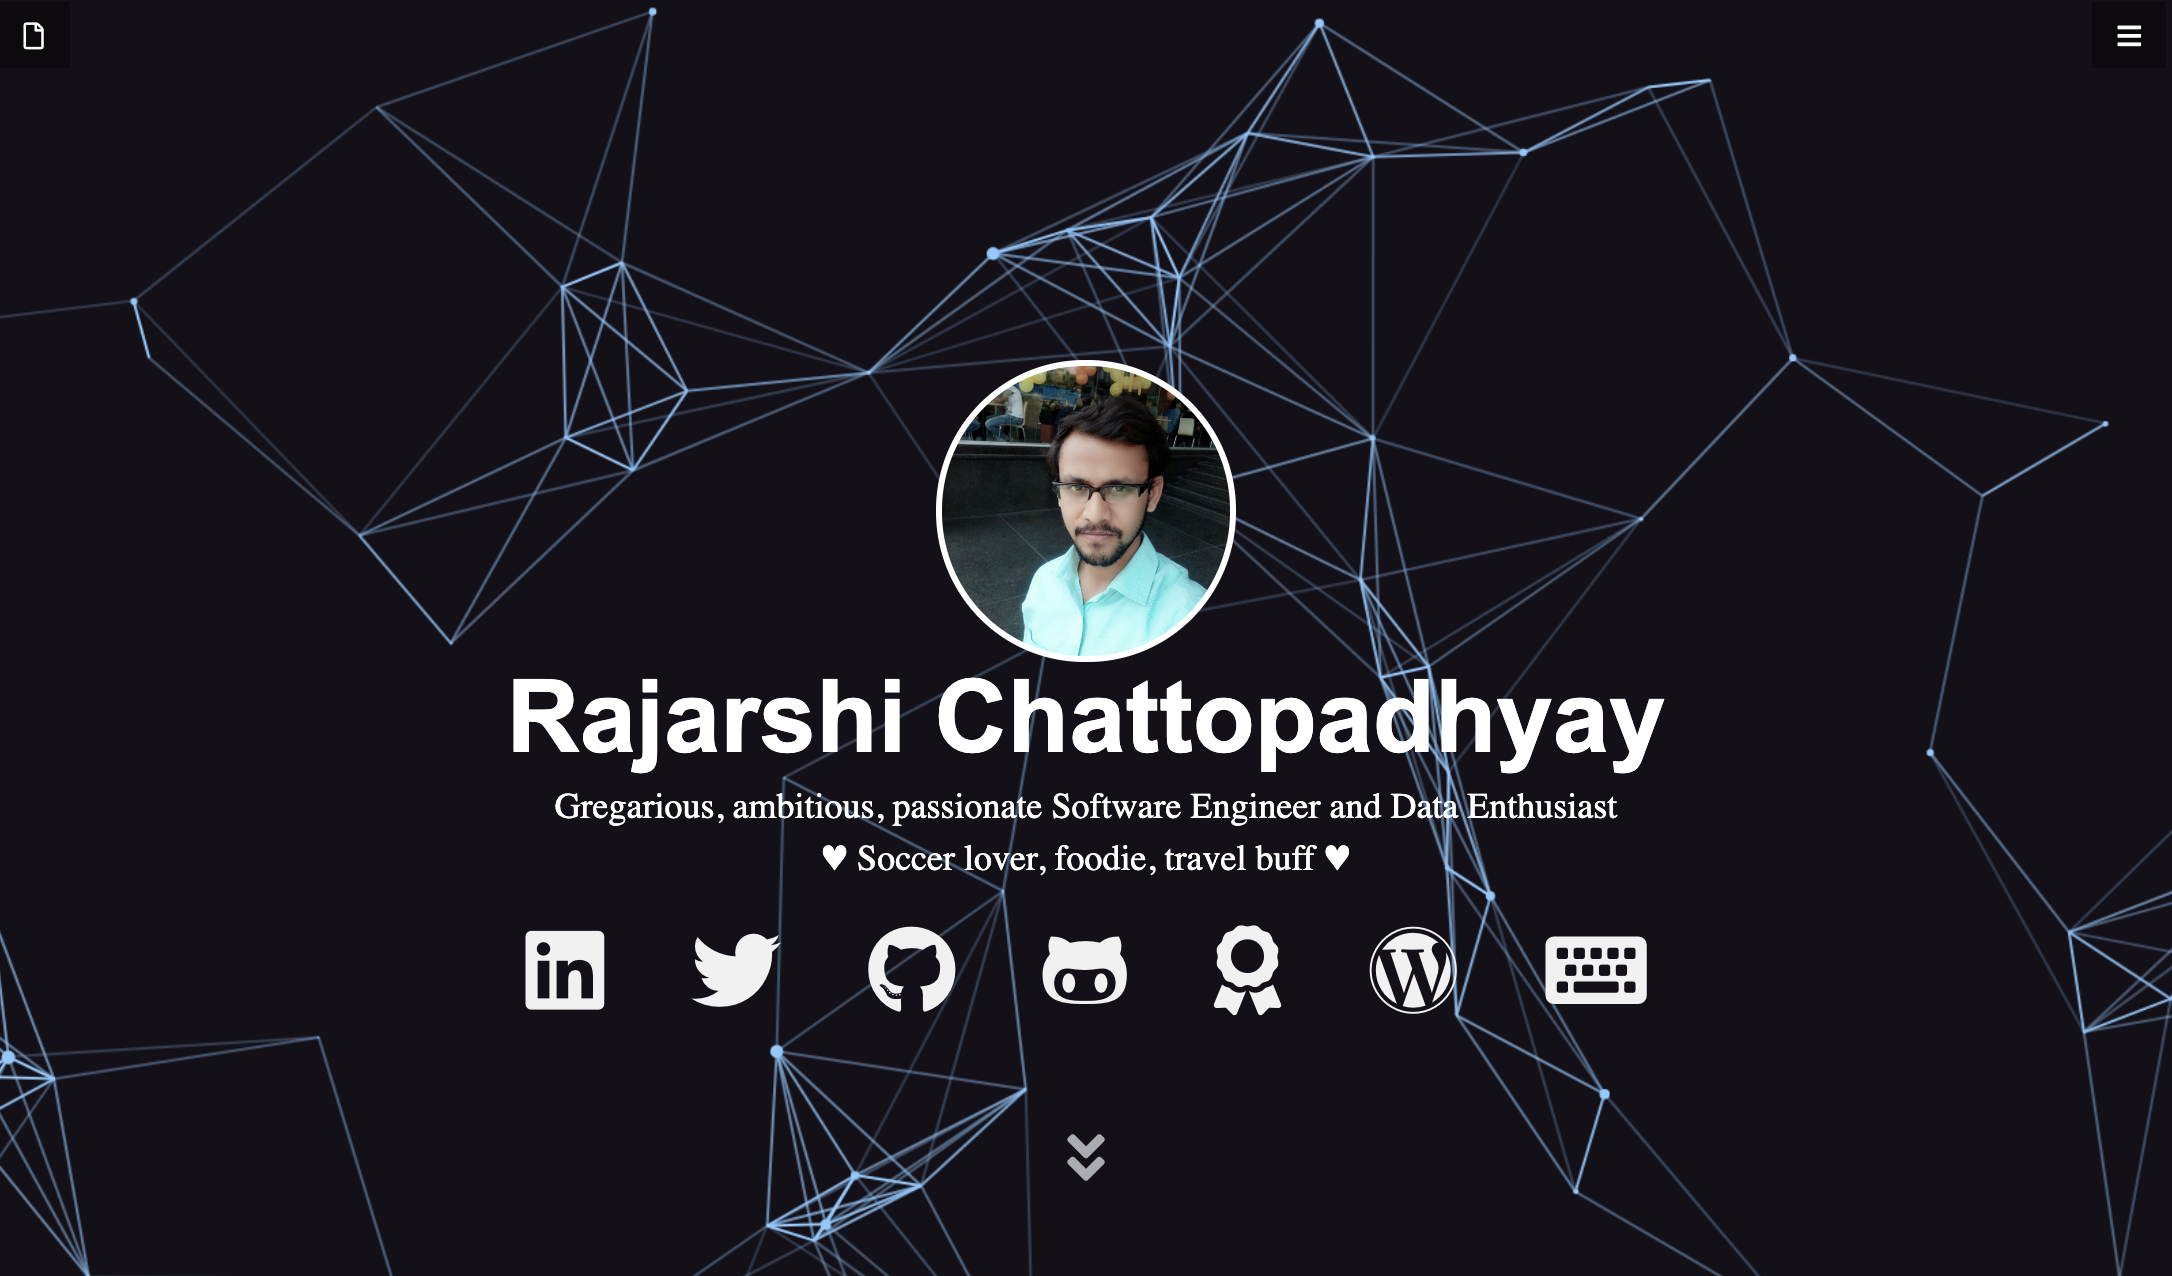 Rajarshi Chattopadhyay
Gregarious, ambitious, passionate Software Engineer and Data Enthusiast
♥ Soccer lover, foodie, travel buff ♥